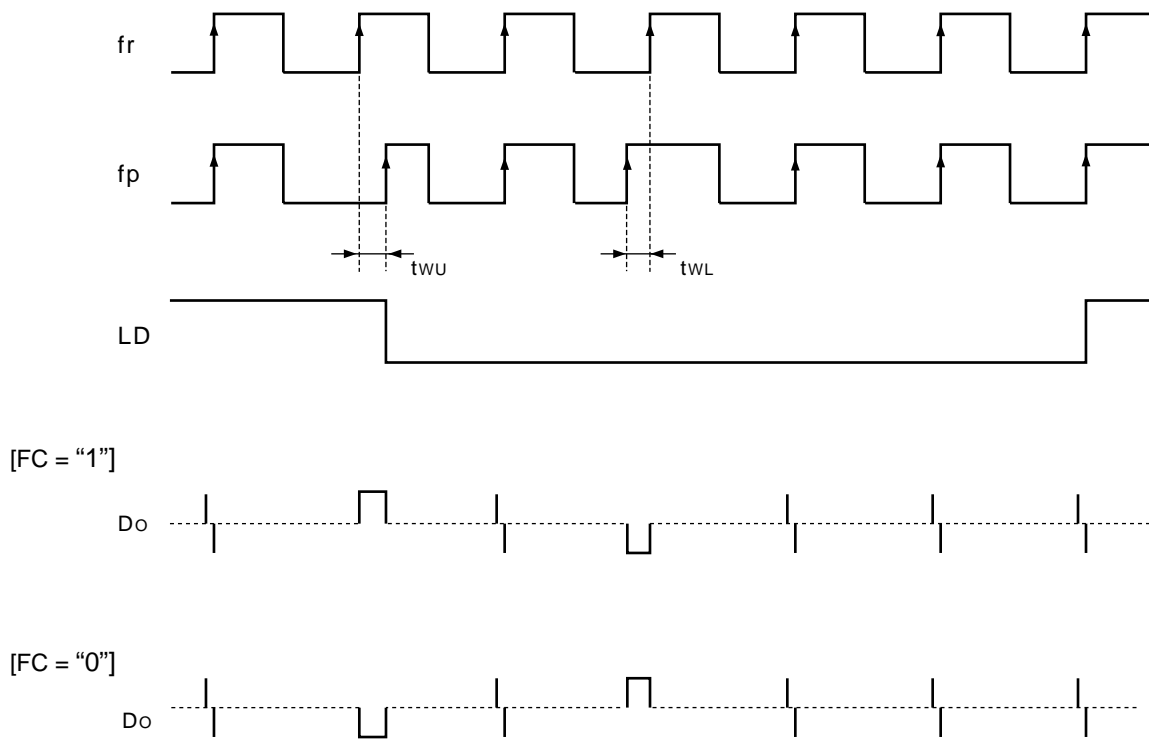 fr
fp
tWU
tWL
LD
[FC = “1”]
DO
[FC = “0”]
DO